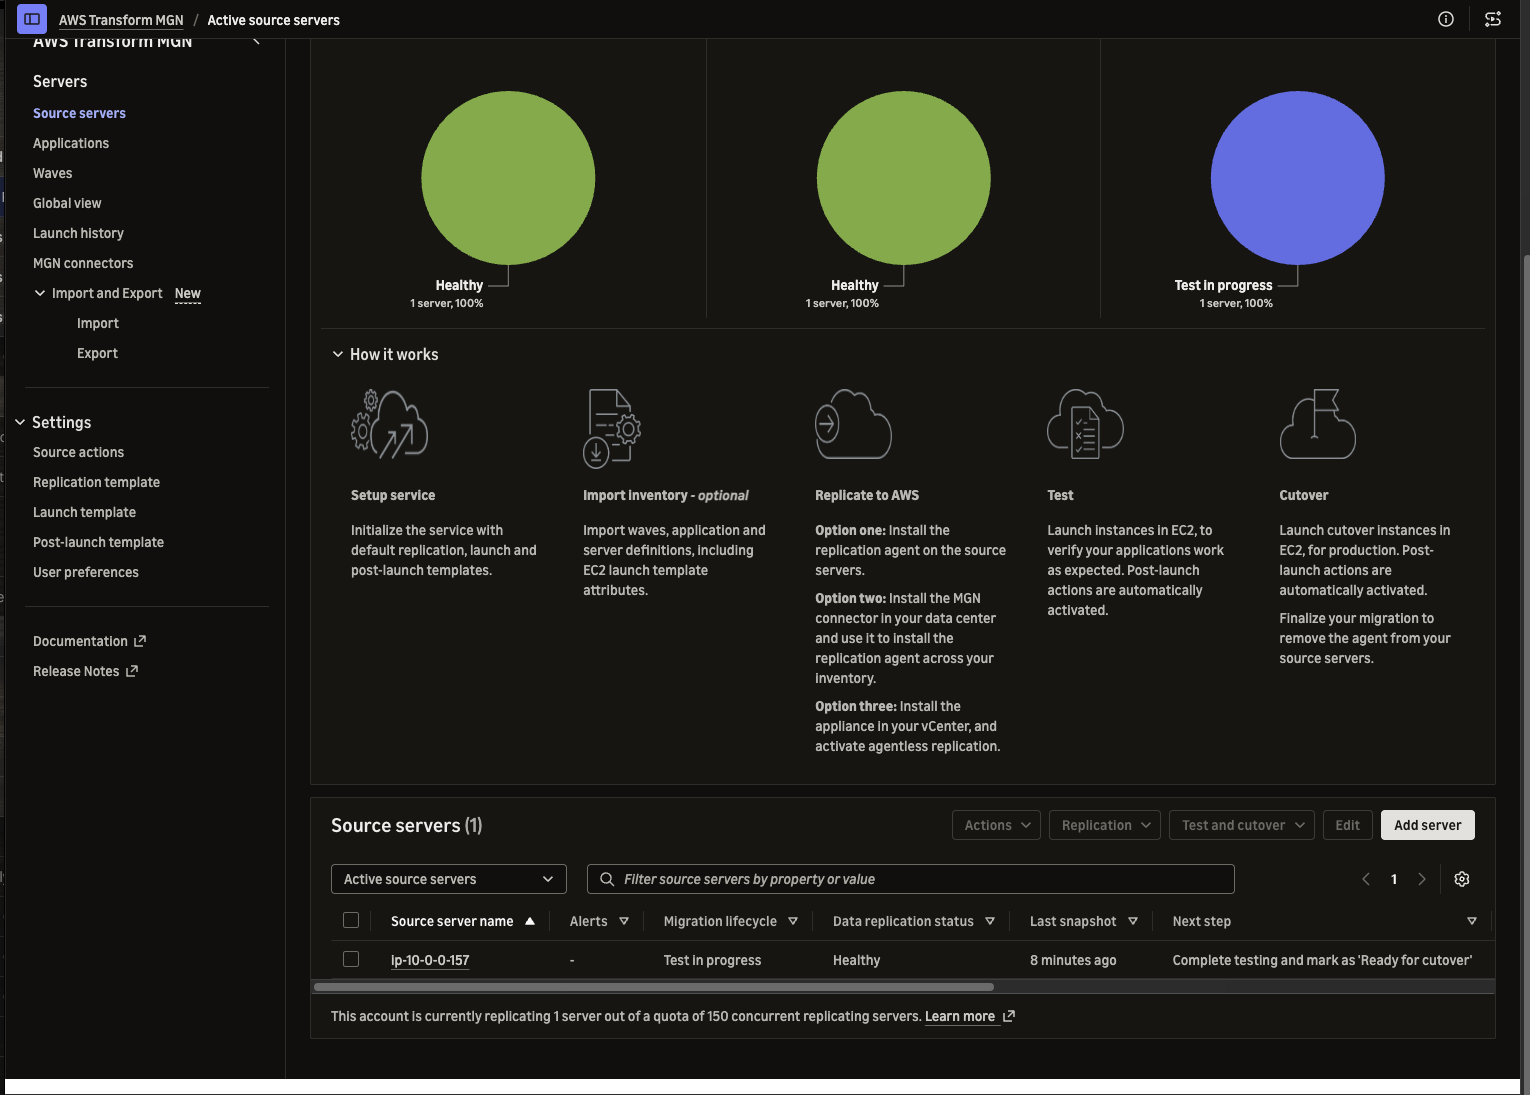 AWS Transform MGN / Active source servers
AWS Transform MGN
Servers
Source servers
Applications
Waves
Global view
Launch history
MGN connectors
Import and Export New
Import
Export
Settings
Source actions
Replication template
Launch template
Post-launch template
User preferences
Documentation
Release Notes
Healthy
1 server, 100%
Healthy
1 server, 100%
Test in progress
1 server, 100%
How it works
Setup service
Initialize the service with
default replication, launch and
post-launch templates.
Import inventory - optional
Import waves, application and
server definitions, including
EC2 launch template
attributes.
Replicate to AWS
Option one: Install the
replication agent on the source
servers.
Option two: Install the MGN
connector in your data center
and use it to install the
replication agent across your
inventory.
Option three: Install the
appliance in your vCenter, and
activate agentless replication.
Test
Launch instances in EC2, to
verify your applications work
as expected. Post-launch
actions are automatically
activated.
Cutover
Launch cutover instances in
EC2, for production. Post-
launch actions are
automatically activated.
Finalize your migration to
remove the agent from your
source servers.
Source servers (1)
Actions Replication Test and cutover Edit Add server
Active source servers Filter source servers by property or value 1
Source server name Alerts Migration lifecycle Data replication status Last snapshot Next step
ip-10-0-0-157 - Test in progress Healthy 8 minutes ago Complete testing and mark as 'Ready for cutover'
This account is currently replicating 1 server out of a quota of 150 concurrent replicating servers. Learn more